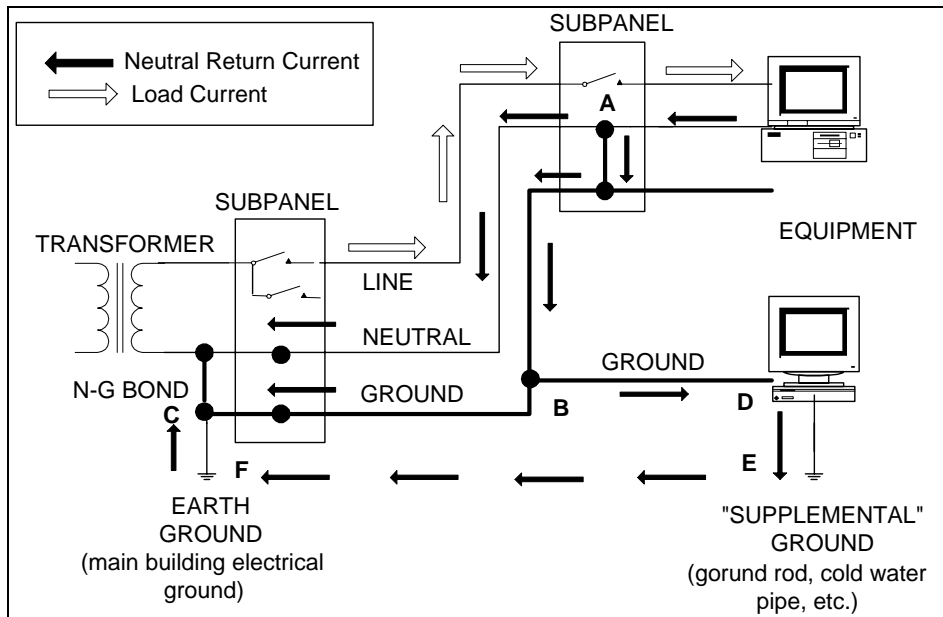 SUBPANEL
Neutral Return Current
Load Current
A
SUBPANEL
TRANSFORMER
EQUIPMENT
LINE
NEUTRAL
GROUND
N-G BOND
GROUND
C
B
D
F
E
EARTH
GROUND
(main building electrical
ground)
"SUPPLEMENTAL"
GROUND
(gorund rod, cold water
pipe, etc.)